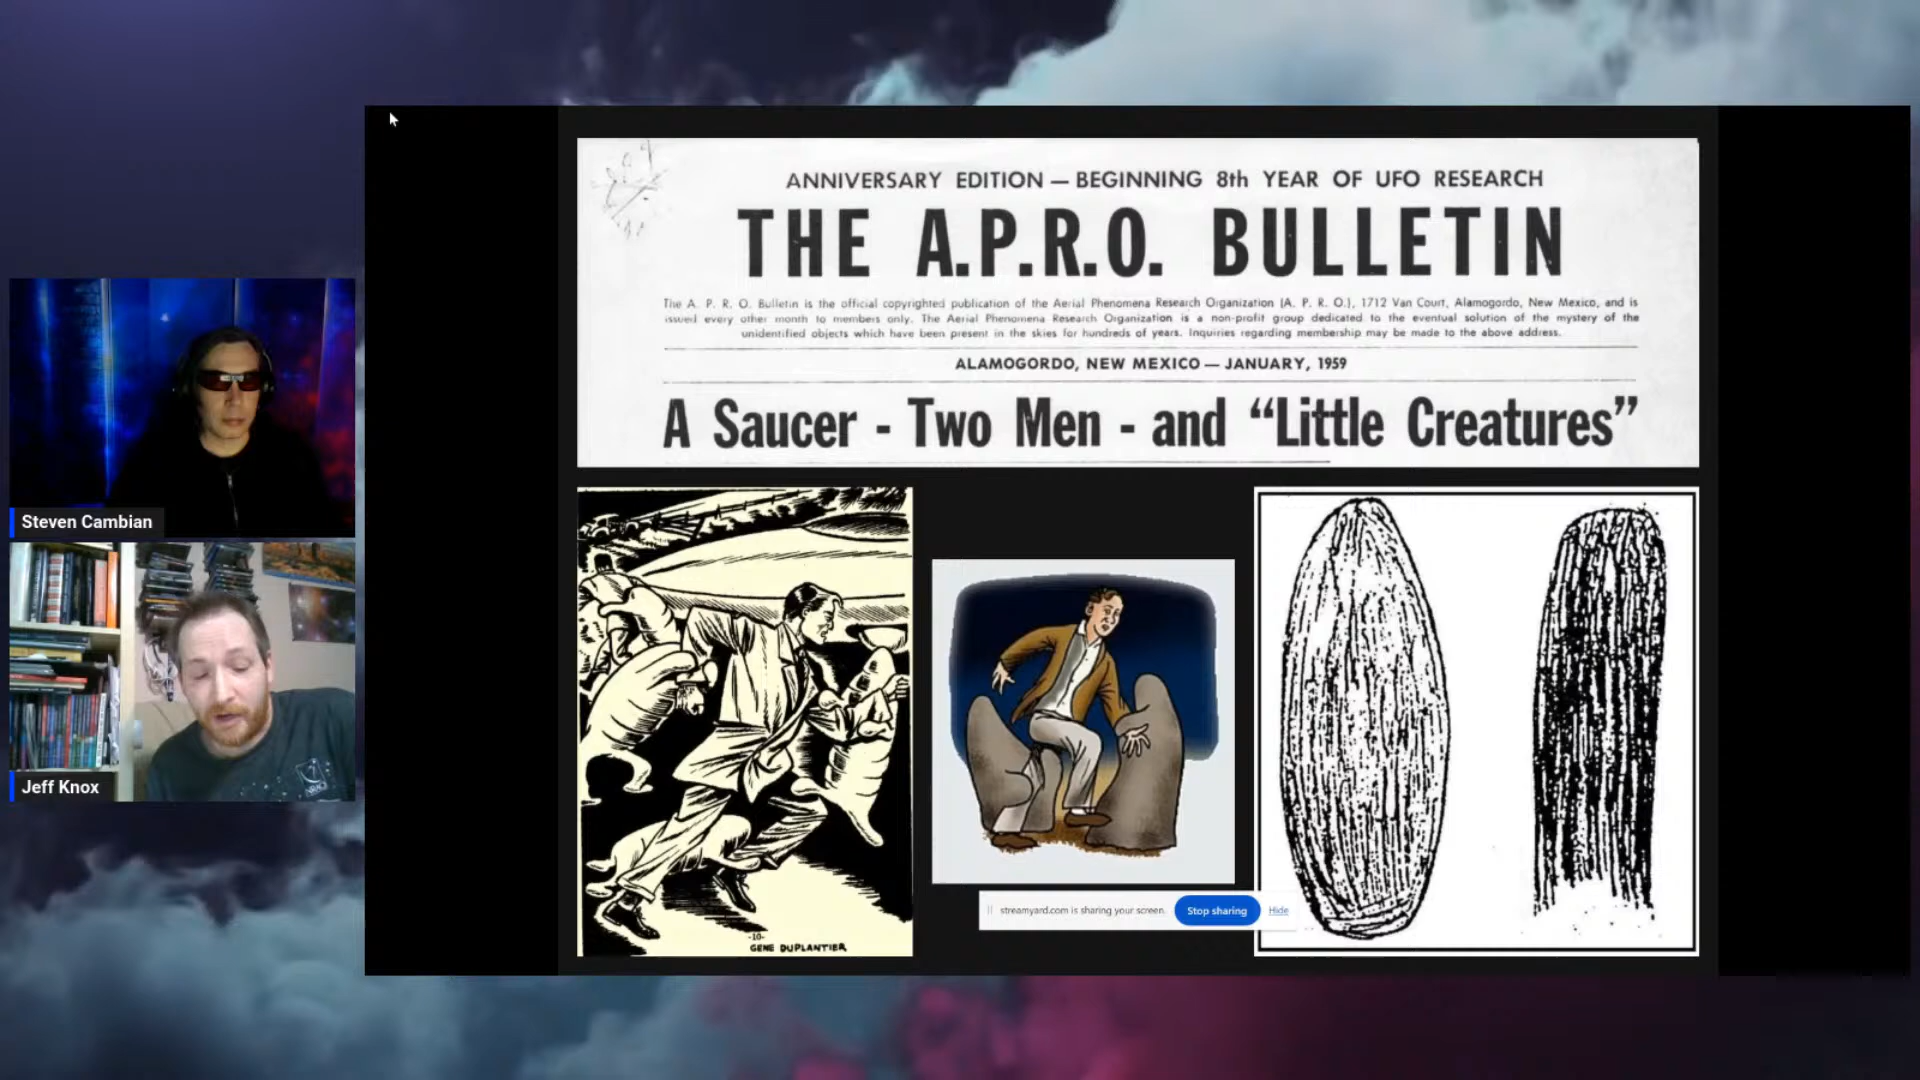 ANNIVERSARY EDITION — BEGINNING 8th YEAR OF UFO RESEARCH
THE A.P.R.O. BULLETIN
The A. P. R. O. Bulletin is the official copyrighted publication of the Aerial Phenomena Research Organization (A. P. R. O.), 1712 Van Court, Alamogordo, New Mexico, and is
issued every other month to members only. The Aerial Phenomena Research Organization is a non-profit group dedicated to the eventual solution of the mystery of the
unidentified objects which have been present in the skies for hundreds of years. Inquiries regarding membership may be made to the above address.
ALAMOGORDO, NEW MEXICO — JANUARY, 1959
A Saucer - Two Men - and “Little Creatures”
Steven Cambian
Jeff Knox
-10-
GENE DUPLANTIER
streamyard.com is sharing your screen.
Stop sharing
Hide